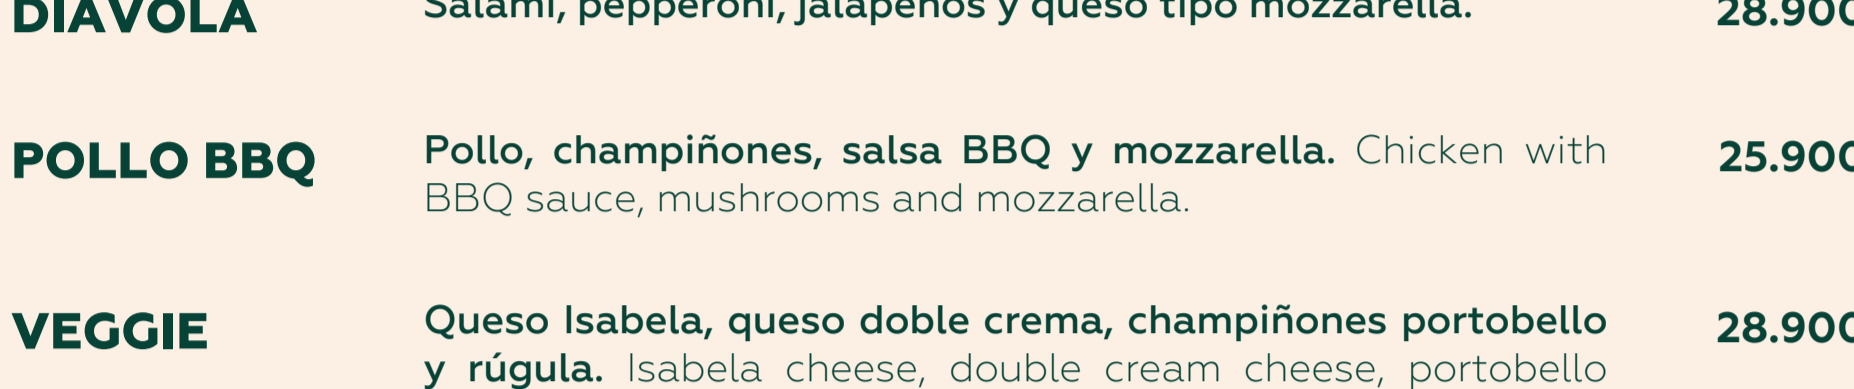 DIAVOLA Salami, pepperoni, jalapeños y queso tipo mozzarella. 28.900
POLLO BBQ Pollo, champiñones, salsa BBQ y mozzarella. Chicken with 25.900
BBQ sauce, mushrooms and mozzarella.
VEGGIE Queso Isabela, queso doble crema, champiñones portobello 28.900
y rúgula. Isabela cheese, double cream cheese, portobello